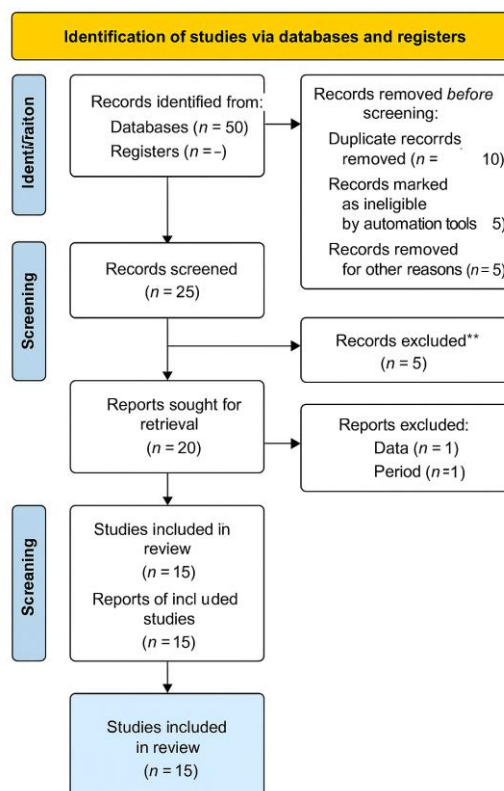 Identification of studies via databases and registers
Identi/raiton
Records identified from:
Databases (n = 50)
Registers (n = –)
Records removed before
screening:
Duplicate recorrds
removed (n = 10)
Records marked
as ineligible
by automation tools 5)
Records removed
for other reasons (n = 5)
Screening
Records screened
(n = 25)
Records excluded**
(n = 5)
Reports sought for
retrieval
(n = 20)
Reports excluded:
Data (n = 1)
Period (n=1)
Screaning
Studies included in
review
(n = 15)
Reports of incl uded
studies
(n = 15)
Studies included
in review
(n = 15)